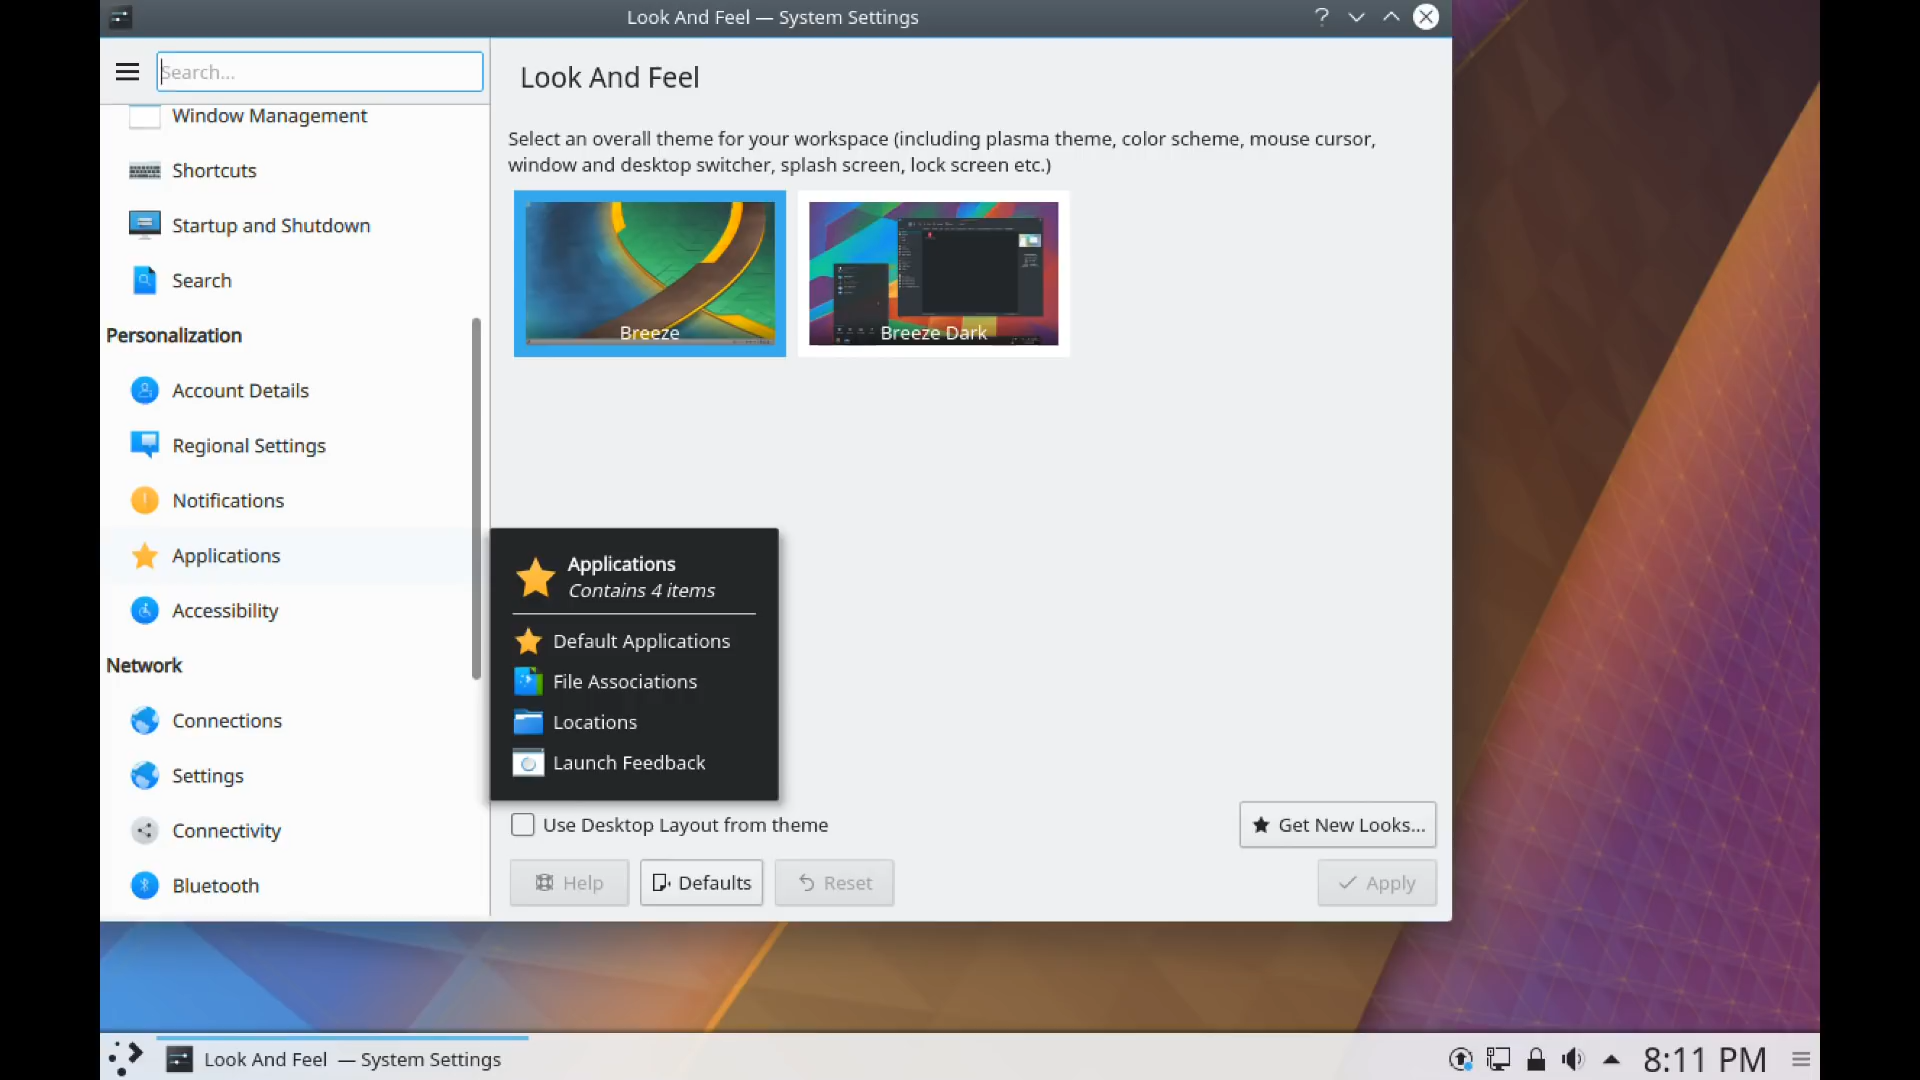 Look And Feel — System Settings
Search...
Window Management
Shortcuts
Startup and Shutdown
Search
Personalization
Account Details
Regional Settings
Notifications
Applications
Accessibility
Network
Connections
Settings
Connectivity
Bluetooth
Look And Feel
Select an overall theme for your workspace (including plasma theme, color scheme, mouse cursor,
window and desktop switcher, splash screen, lock screen etc.)
Breeze
Breeze Dark
Applications
Contains 4 items
Default Applications
File Associations
Locations
Launch Feedback
Use Desktop Layout from theme
Get New Looks...
Help
Defaults
Reset
Apply
Look And Feel — System Settings
8:11 PM